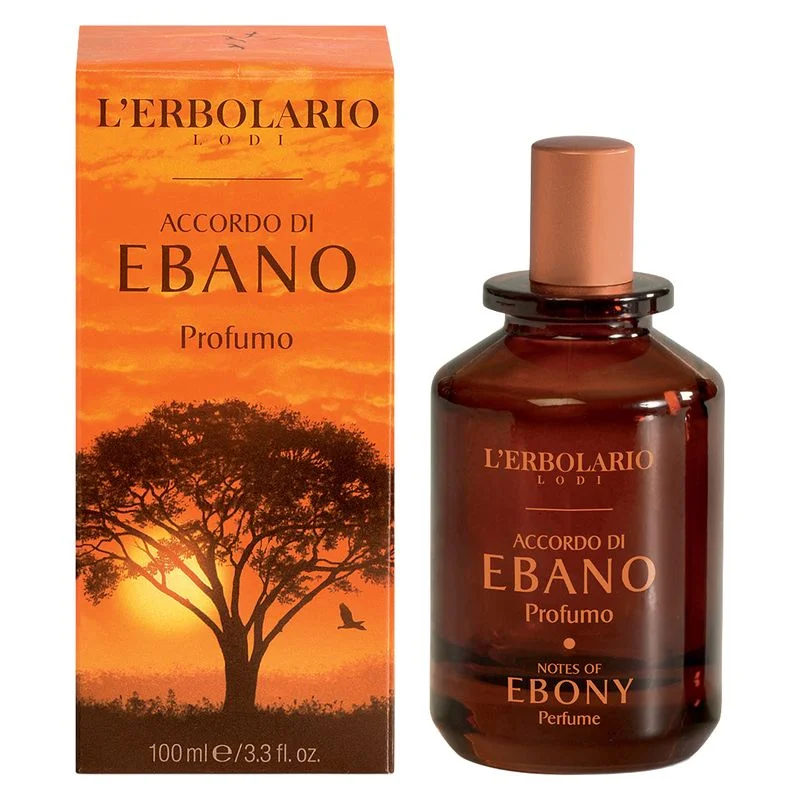 L'ERBOLARIO
LODI
ACCORDO DI
EBANO
Profumo
100 ml e/3.3 fl. oz.
L'ERBOLARIO
LODI
ACCORDO DI
EBANO
Profumo
•
NOTES OF
EBONY
Perfume